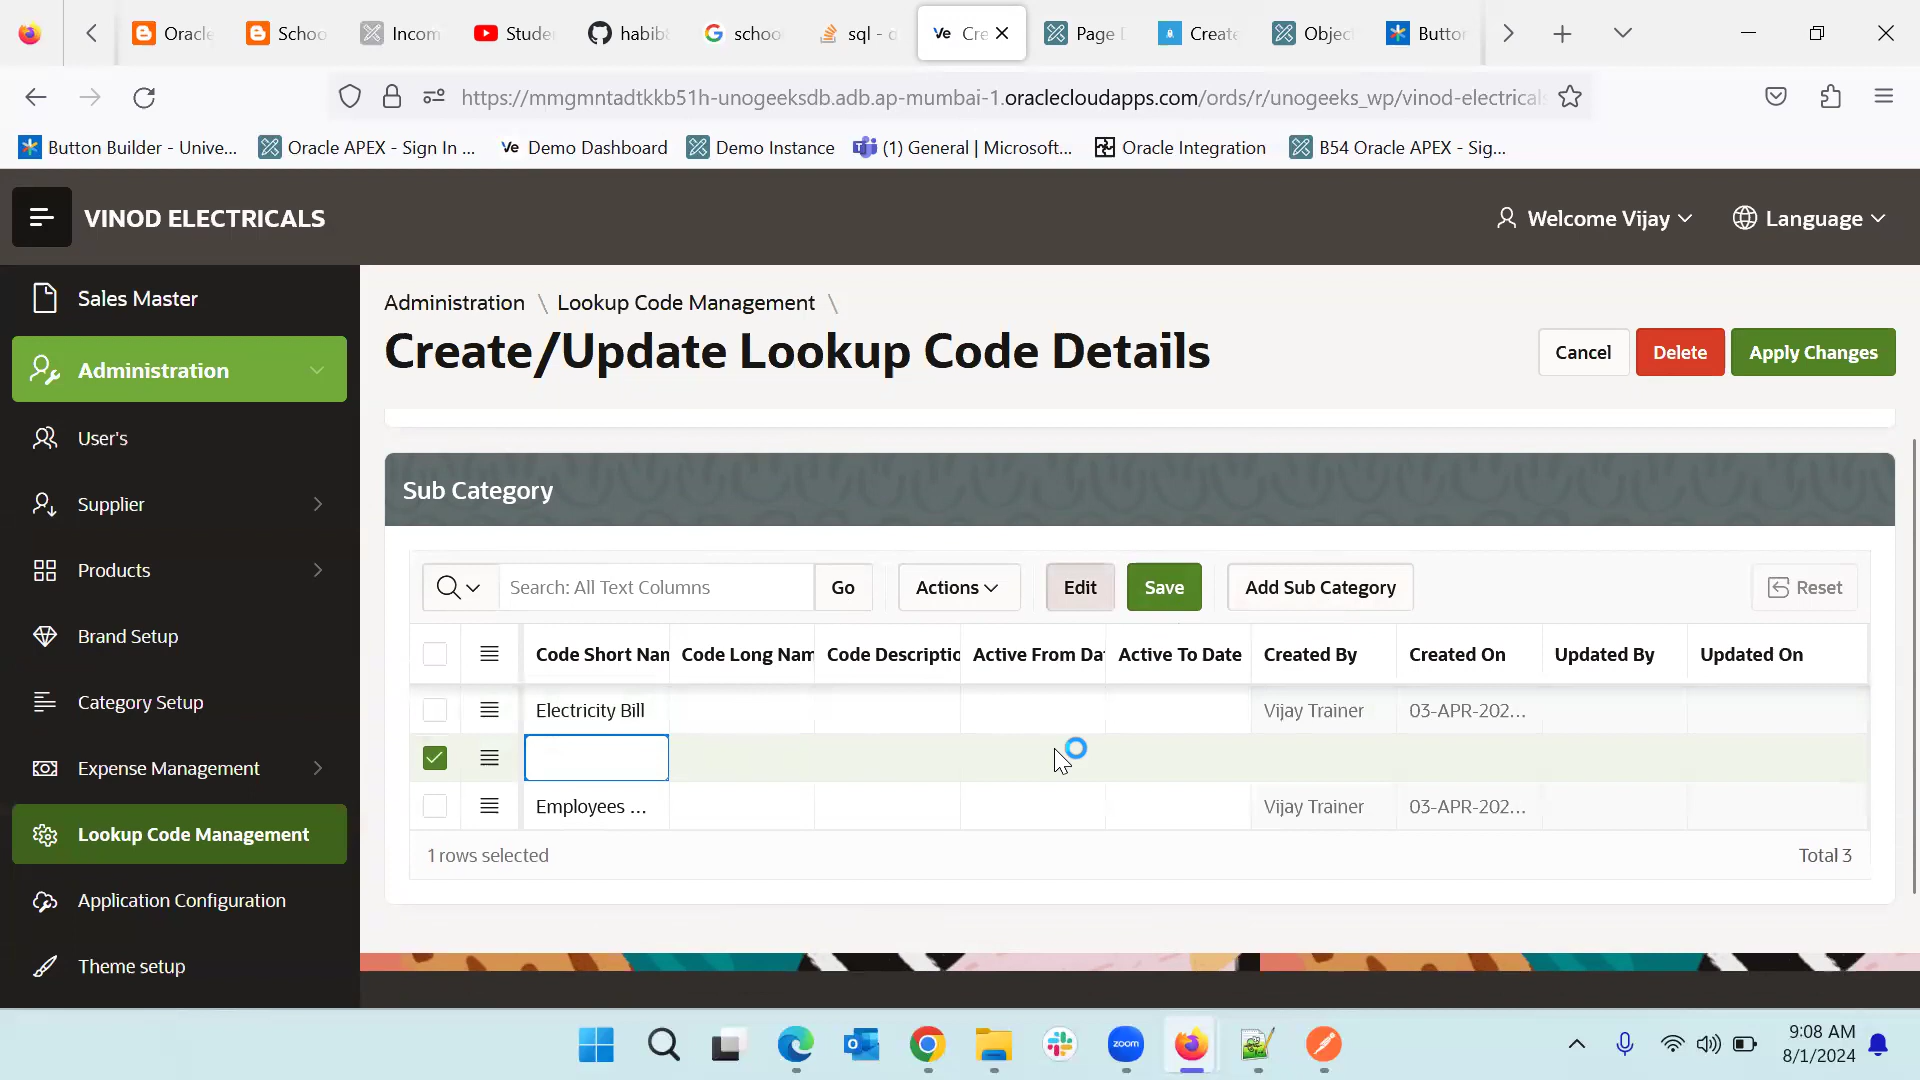 Oracle
Schoo
Incom
Stude
habib
schoo
sql - d
Ve Cre
Page D
Create
Objec
Button
https://mmgmntadtkkb51h-unogeeksdb.adb.ap-mumbai-1.oraclecloudapps.com/ords/r/unogeeks_wp/vinod-electricals
Button Builder - Unive...
Oracle APEX - Sign In ...
Ve Demo Dashboard
Demo Instance
(1) General | Microsoft...
Oracle Integration
B54 Oracle APEX - Sig...
VINOD ELECTRICALS
Welcome Vijay
Language
Sales Master
Administration
User's
Supplier
Products
Brand Setup
Category Setup
Expense Management
Lookup Code Management
Application Configuration
Theme setup
Administration \ Lookup Code Management \
Create/Update Lookup Code Details
Cancel
Delete
Apply Changes
Sub Category
Search: All Text Columns
Go
Actions
Edit
Save
Add Sub Category
Reset
Code Short Nam Code Long Nam Code Descriptio Active From Dat Active To Date Created By Created On Updated By Updated On
Electricity Bill Vijay Trainer 03-APR-202...
Employees ... Vijay Trainer 03-APR-202...
1 rows selected
Total 3
zoom
9:08 AM
8/1/2024